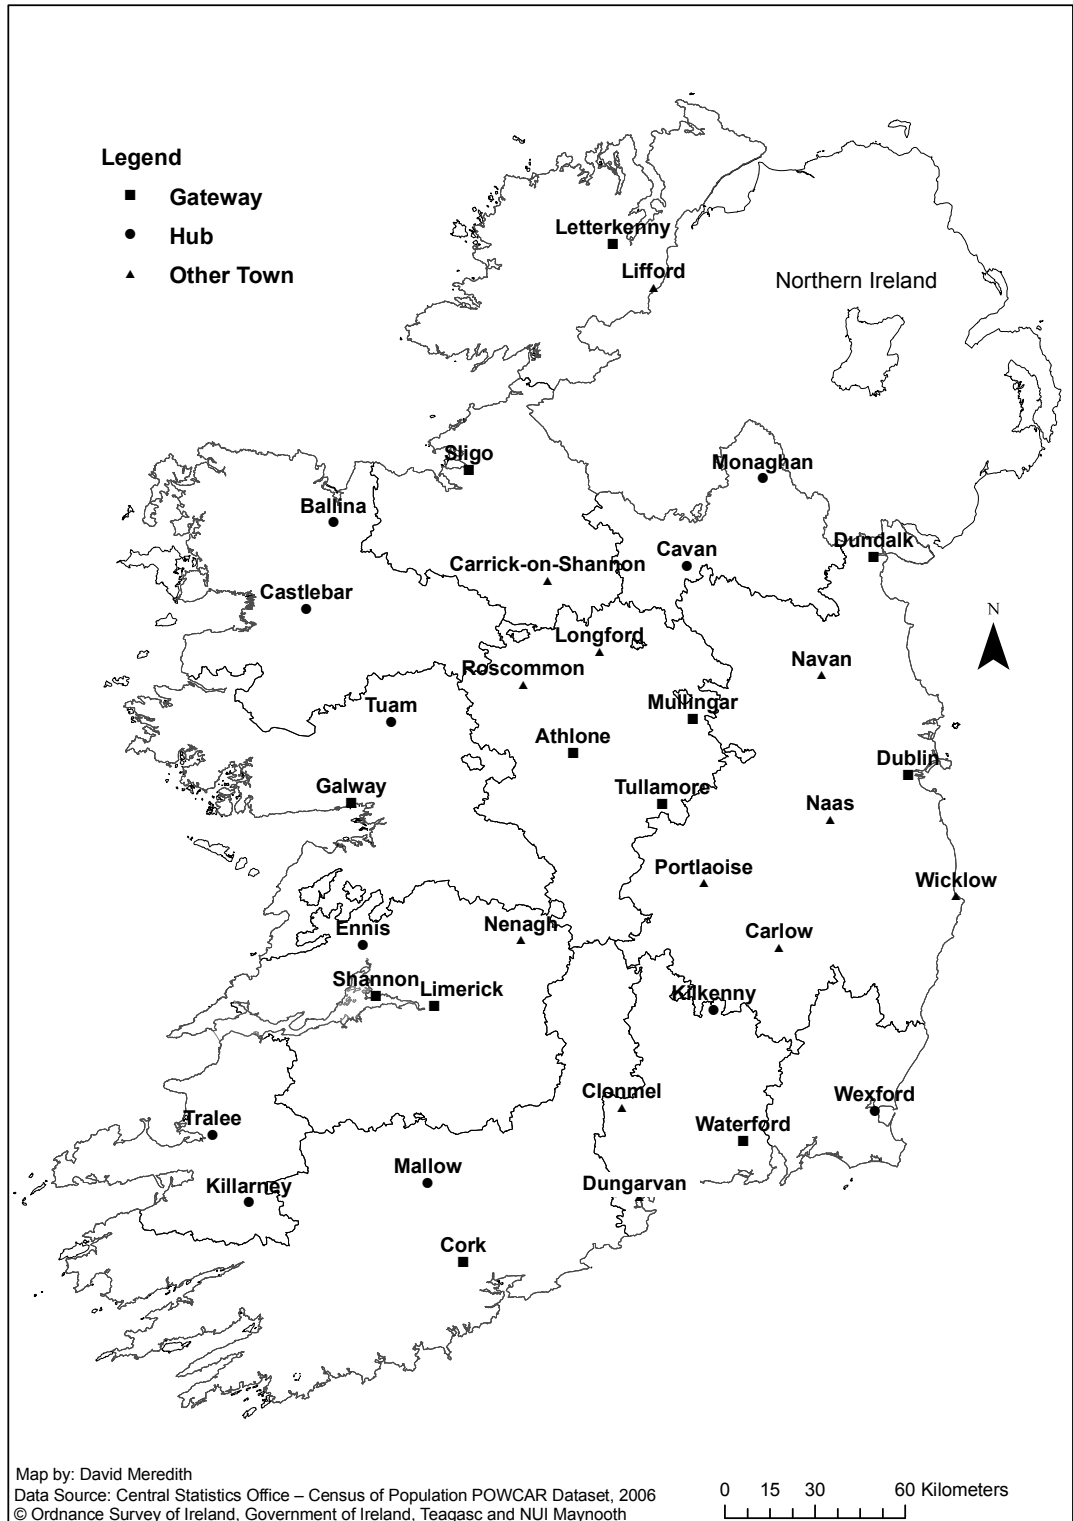 Legend
Gateway
Hub
Other Town
Letterkenny
Lifford
Northern Ireland
Sligo
Monaghan
Ballina
Dundalk
Cavan
Carrick-on-Shannon
Castlebar
N
Longford
Navan
Roscommon
Mullingar
Tuam
Athlone
Dublin
Galway
Tullamore
Naas
Portlaoise
Wicklow
Ennis
Nenagh
Carlow
Shannon
Limerick
Kilkenny
Clonmel
Wexford
Tralee
Waterford
Mallow
Killarney
Dungarvan
Cork
Map by: David Meredith
Data Source: Central Statistics Office – Census of Population POWCAR Dataset, 2006
© Ordnance Survey of Ireland, Government of Ireland, Teagasc and NUI Maynooth
0 15 30 60 Kilometers